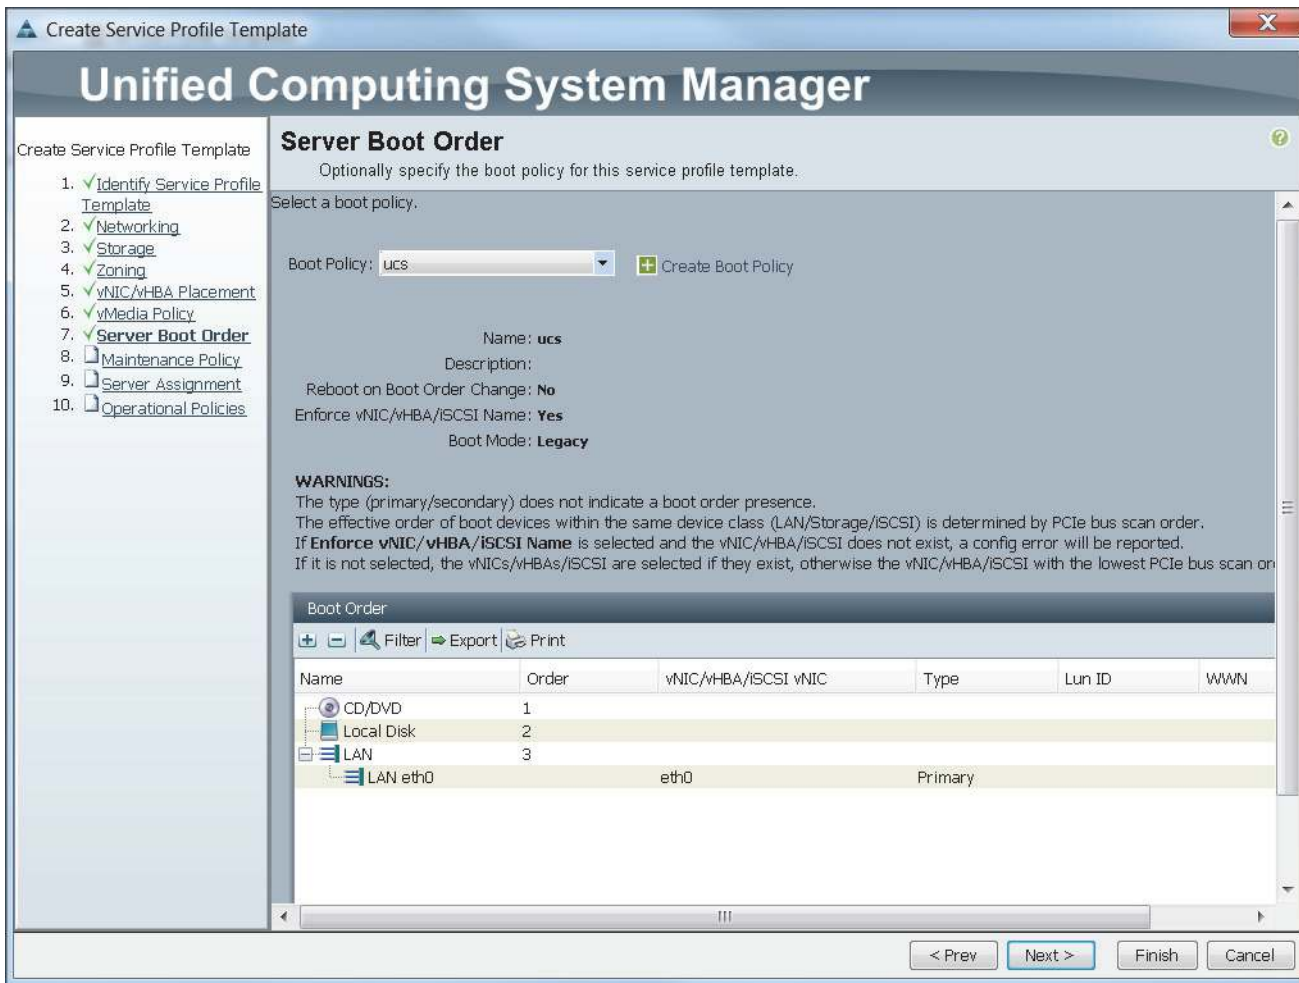 Create Service Profile Template
X
Unified Computing System Manager
Create Service Profile Template
1. Identify Service Profile
Template
2. Networking
3. Storage
4. Zoning
5. vNIC/vHBA Placement
6. vMedia Policy
7. Server Boot Order
8. Maintenance Policy
9. Server Assignment
10. Operational Policies
Server Boot Order
?
Optionally specify the boot policy for this service profile template.
Select a boot policy.
Boot Policy: ucs
Create Boot Policy
Name: ucs
Description:
Reboot on Boot Order Change: No
Enforce vNIC/vHBA/iSCSI Name: Yes
Boot Mode: Legacy
WARNINGS:
The type (primary/secondary) does not indicate a boot order presence.
The effective order of boot devices within the same device class (LAN/Storage/iSCSI) is determined by PCIe bus scan order.
If Enforce vNIC/vHBA/iSCSI Name is selected and the vNIC/vHBA/iSCSI does not exist, a config error will be reported.
If it is not selected, the vNICs/vHBAs/iSCSI are selected if they exist, otherwise the vNIC/vHBA/iSCSI with the lowest PCIe bus scan or
Boot Order
Filter Export Print
Name Order vNIC/vHBA/iSCSI vNIC Type Lun ID WWN
CD/DVD 1
Local Disk 2
LAN 3
LAN eth0 eth0 Primary
< Prev Next > Finish Cancel